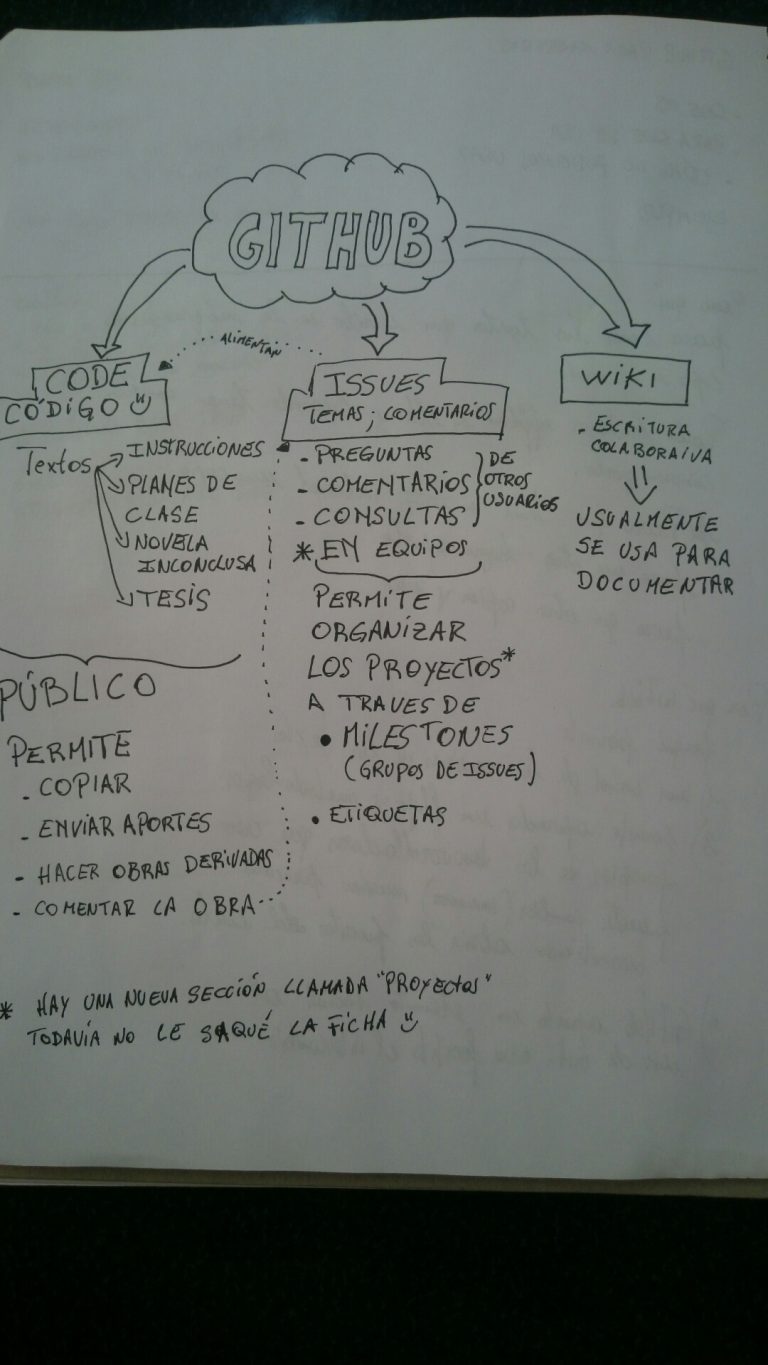 GITHUB
ALIMENTAN
CODE
CÓDIGO
Textos
INSTRUCCIONES
PLANES DE
CLASE
NOVELA
INCONCLUSA
TESIS
PÚBLICO
PERMITE
- COPIAR
- ENVIAR APORTES
- HACER OBRAS DERIVADAS
- COMENTAR LA OBRA
ISSUES
TEMAS; COMENTARIOS
- PREGUNTAS
- COMENTARIOS
- CONSULTAS
DE
OTROS
USUARIOS
* EN EQUIPOS
PERMITE
ORGANIZAR
LOS PROYECTOS*
A TRAVES DE
• MILESTONES
(GRUPOS DE ISSUES)
• ETIQUETAS
WIKI
- ESCRITURA
COLABORAIVA
USUALMENTE
SE USA PARA
DOCUMENTAR
* HAY UNA NUEVA SECCIÓN LLAMADA "PROYECTOS"
TODAVÍA NO LE SAQUÉ LA FICHA